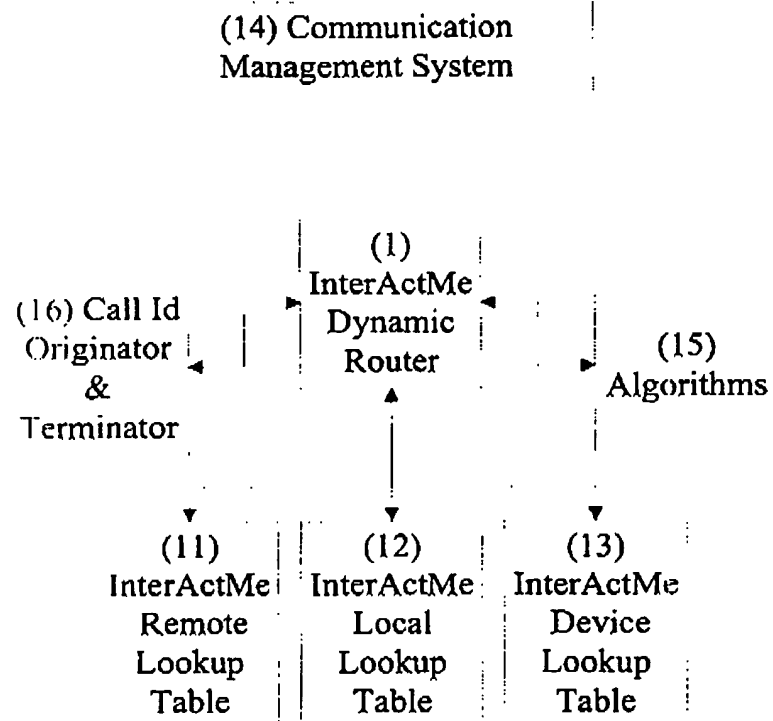 (14) Communication
Management System
(1)
InterActMe
Dynamic
Router
(16) Call Id
Originator
&
Terminator
(15)
Algorithms
(11)
InterActMe
Remote
Lookup
Table
(12)
InterActMe
Local
Lookup
Table
(13)
InterActMe
Device
Lookup
Table